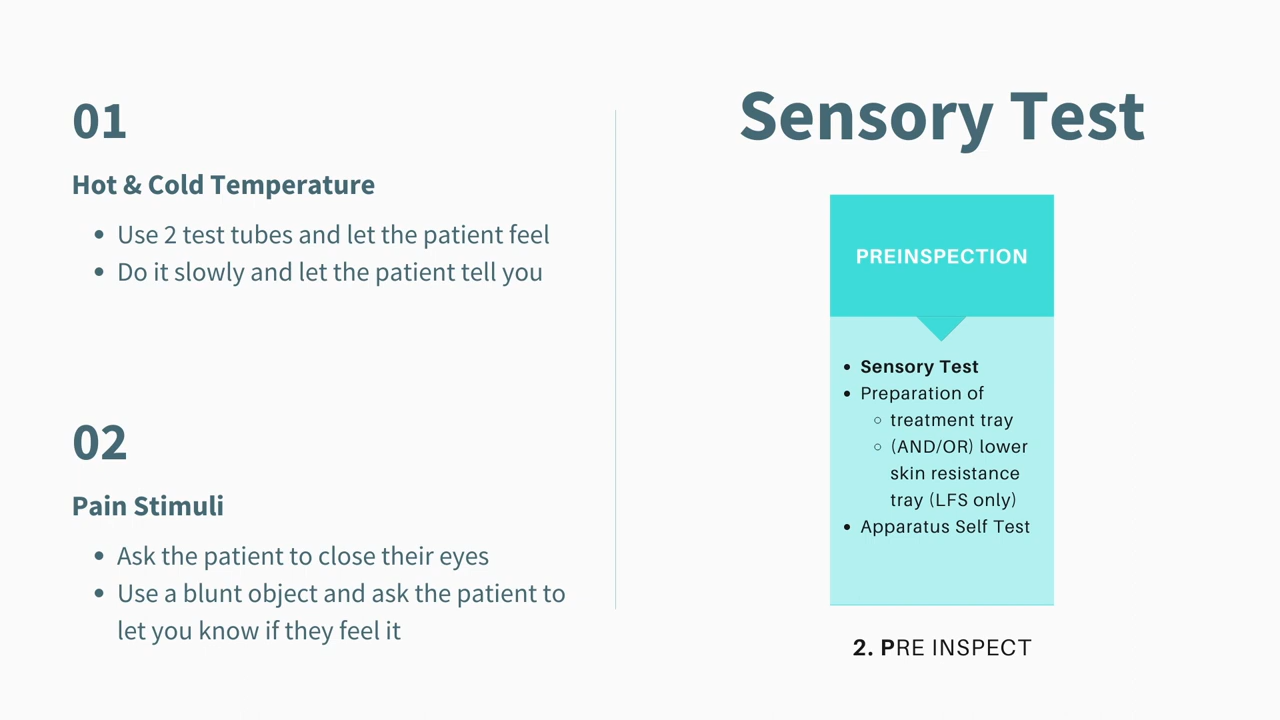 01
Hot & Cold Temperature
• Use 2 test tubes and let the patient feel
• Do it slowly and let the patient tell you
02
Pain Stimuli
• Ask the patient to close their eyes
• Use a blunt object and ask the patient to
let you know if they feel it
Sensory Test
PREINSPECTION
• Sensory Test
• Preparation of
○ treatment tray
○ (AND/OR) lower
skin resistance
tray (LFS only)
• Apparatus Self Test
2. PRE INSPECT